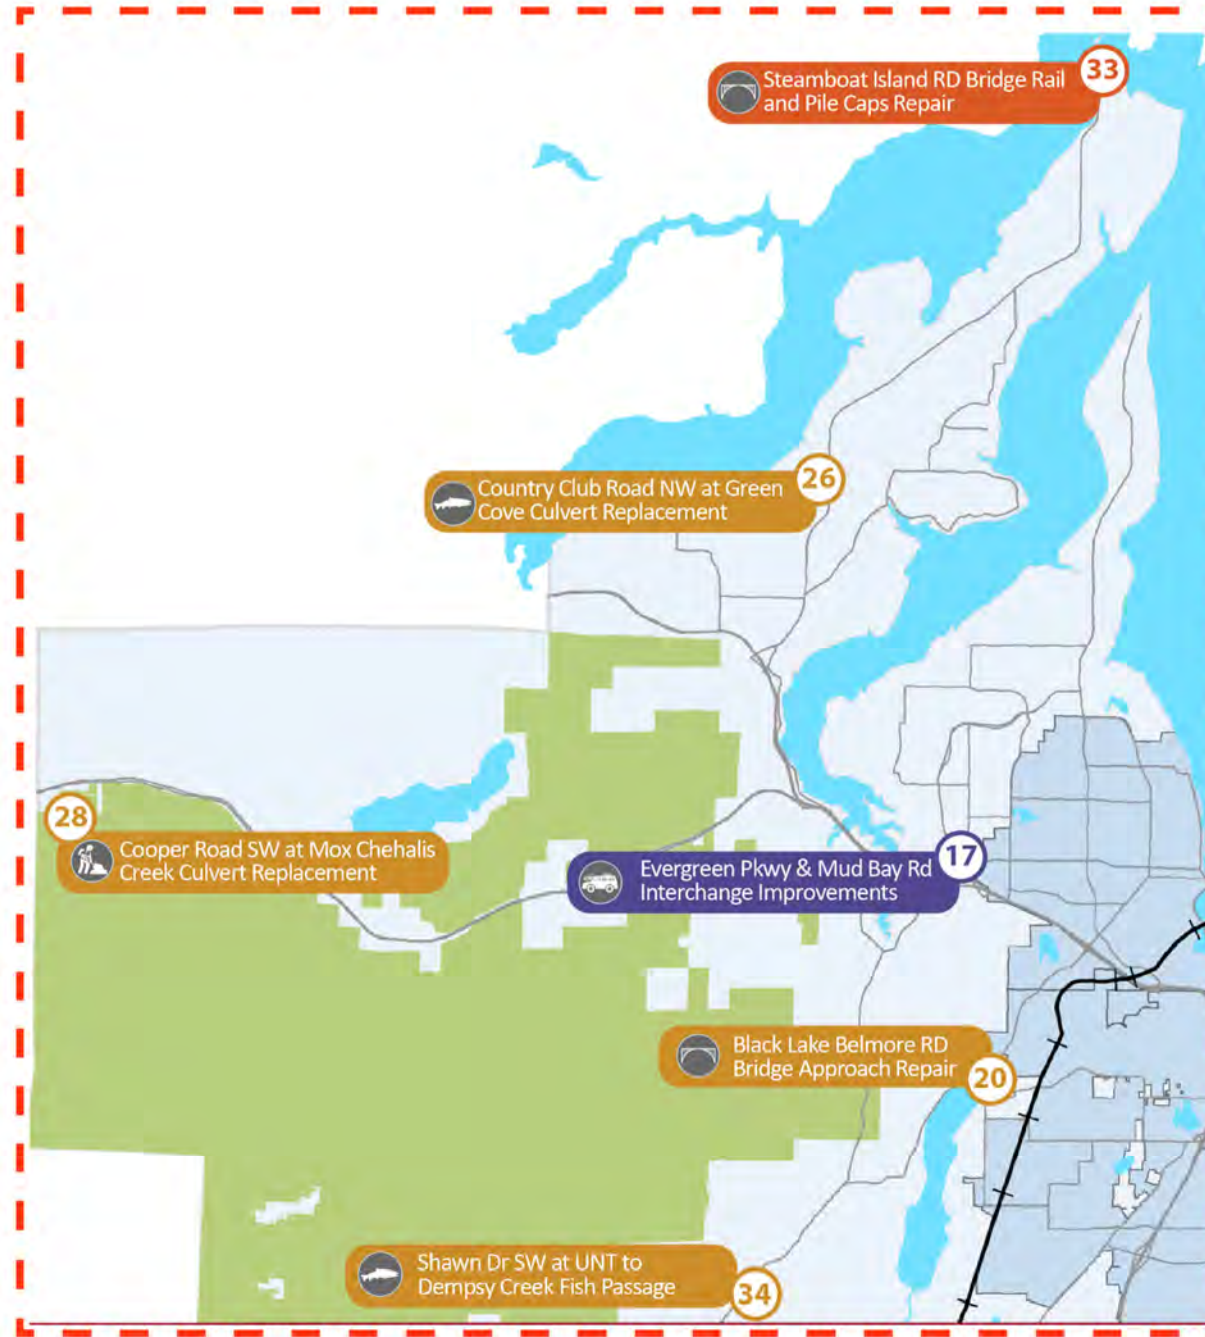 Steamboat Island RD Bridge Rail
and Pile Caps Repair
33
Country Club Road NW at Green
Cove Culvert Replacement
26
28
Cooper Road SW at Mox Chehalis
Creek Culvert Replacement
Evergreen Pkwy & Mud Bay Rd
Interchange Improvements
17
Black Lake Belmore RD
Bridge Approach Repair
20
Shawn Dr SW at UNT to
Dempsy Creek Fish Passage
34